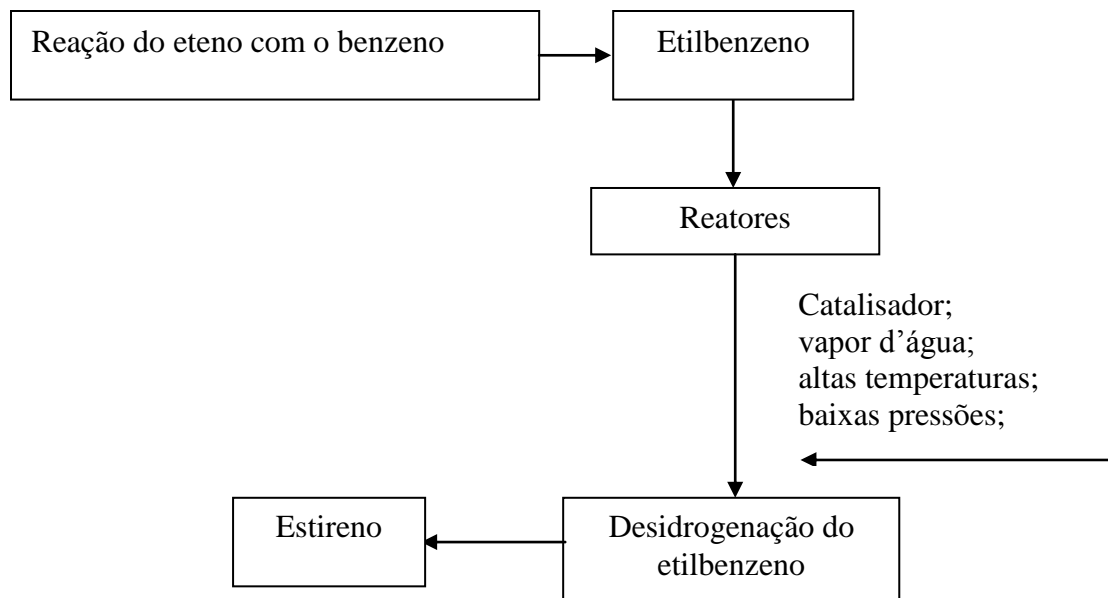 Reação do eteno com o benzeno
Etilbenzeno
Reatores
Catalisador;
vapor d’água;
altas temperaturas;
baixas pressões;
Estireno
Desidrogenação do
etilbenzeno